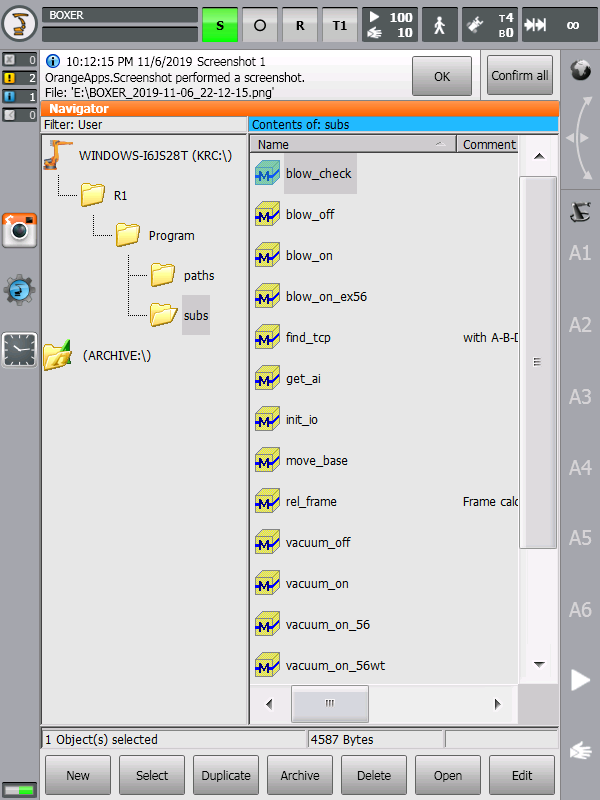 BOXER
S
O
R
T1
100
10
T4
B0
∞
0
2
1
0
10:12:15 PM 11/6/2019 Screenshot 1
OrangeApps.Screenshot performed a screenshot.
File: 'E:\BOXER_2019-11-06_22-12-15.png'
OK
Confirm all
Navigator
Filter: User
Contents of: subs
WINDOWS-I6JS28T (KRC:\)
R1
Program
paths
subs
(ARCHIVE:\)
Name
Comment
blow_check
blow_off
blow_on
blow_on_ex56
find_tcp
with A-B-D
get_ai
init_io
move_base
rel_frame
Frame calc
vacuum_off
vacuum_on
vacuum_on_56
vacuum_on_56wt
A1
A2
A3
A4
A5
A6
1 Object(s) selected
4587 Bytes
New
Select
Duplicate
Archive
Delete
Open
Edit